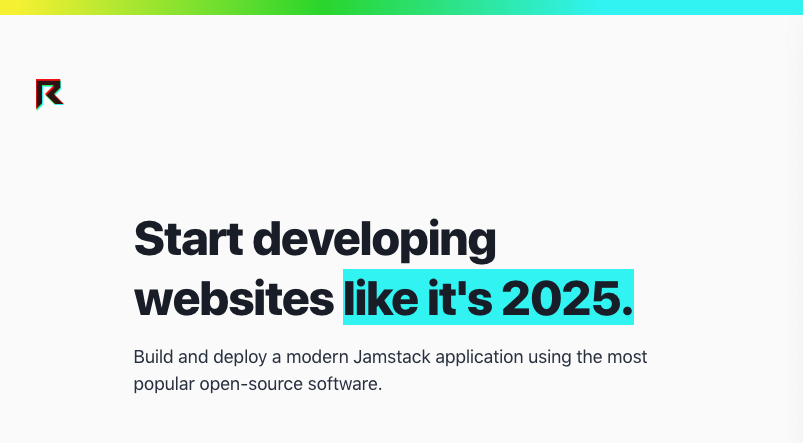 R
Start developing
websites like it's 2025.
Build and deploy a modern Jamstack application using the most
popular open-source software.